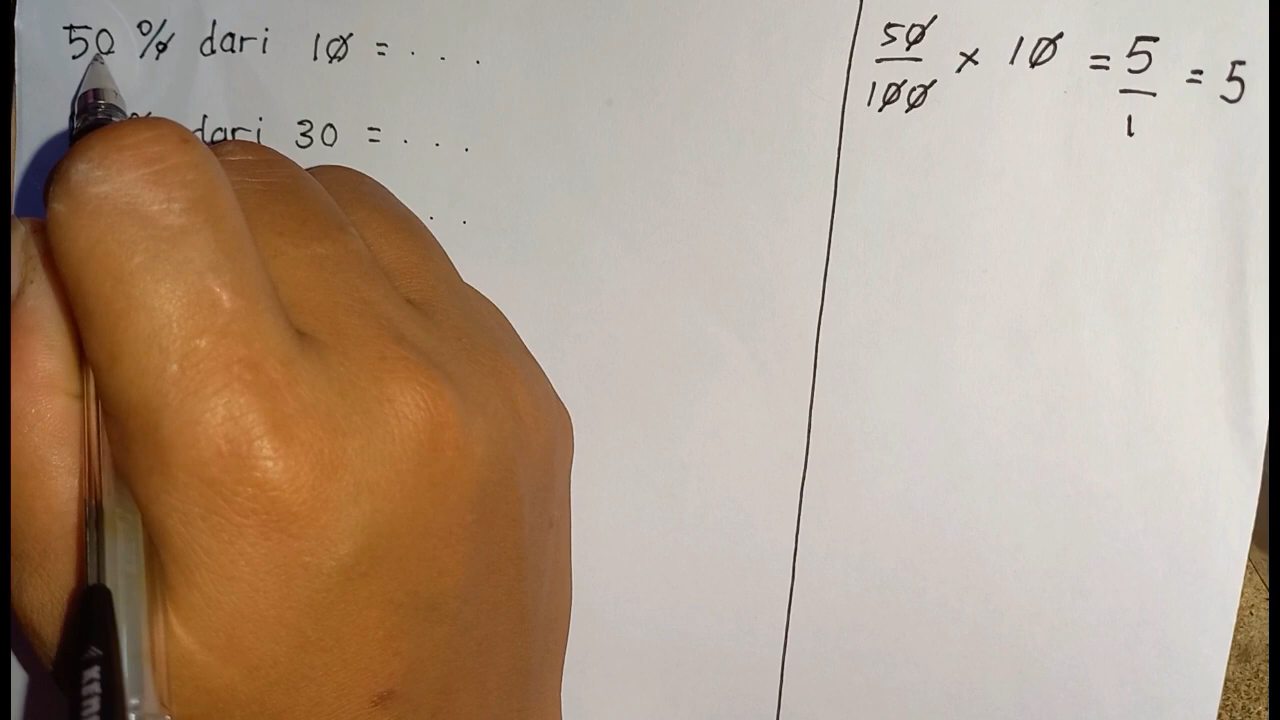 50 % dari 10 = . . .
% dari 30 = . . .
. .
50/100 × 10 = 5/1 = 5